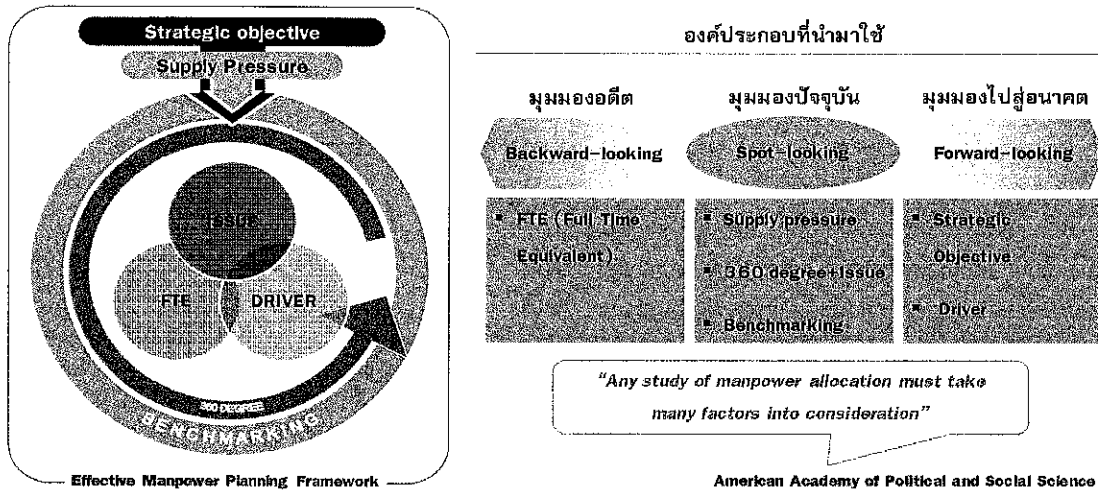 Strategic objective
Supply Pressure
ISSUE
FTE
DRIVER
360 DEGREE
BENCHMARKING
Effective Manpower Planning Framework
องค์ประกอบที่นำมาใช้
มุมมองอดีต
มุมมองปัจจุบัน
มุมมองไปสู่อนาคต
Backward-looking
Spot-looking
Forward-looking
▪ FTE (Full Time
Equivalent)
▪ Supply pressure
▪ 360 degree+Issue
▪ Benchmarking
▪ Strategic
Objective
▪ Driver
"Any study of manpower allocation must take
many factors into consideration"
American Academy of Political and Social Science